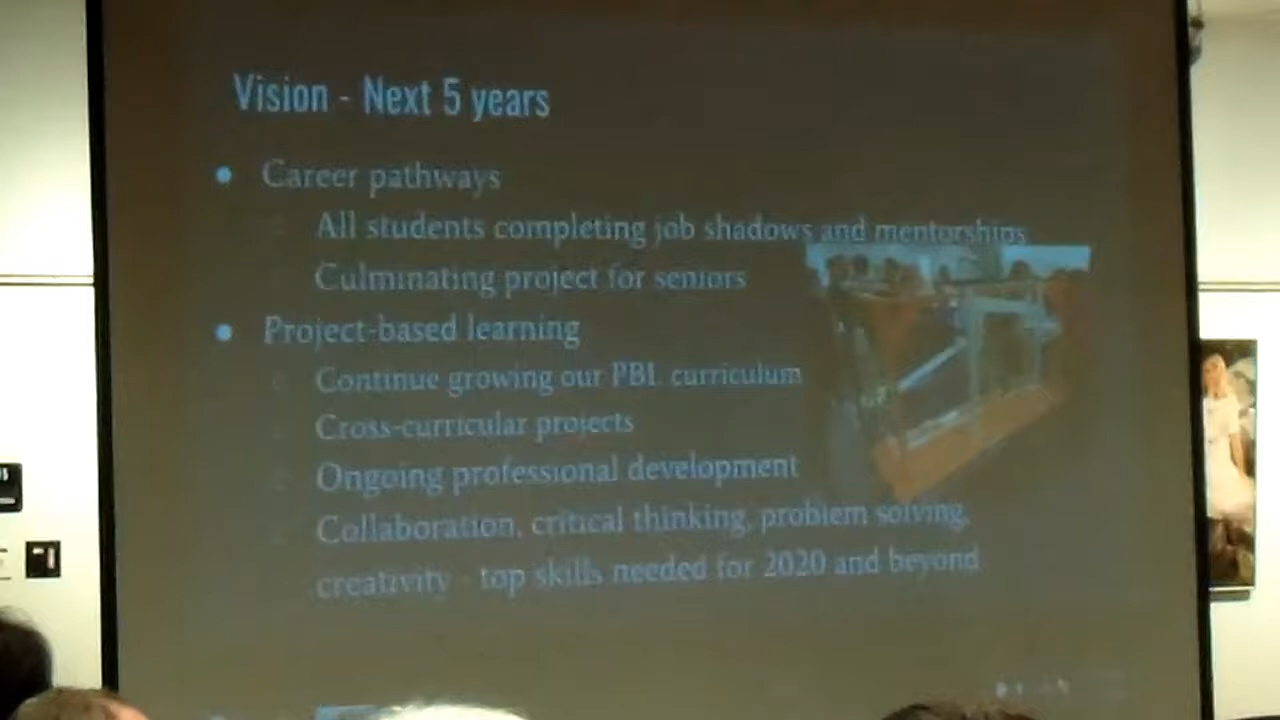 Vision - Next 5 years
Career pathways
All students completing job shadows and mentorships
Culminating project for seniors
Project-based learning
Continue growing our PBL curriculum
Cross-curricular projects
Ongoing professional development
Collaboration, critical thinking, problem solving,
creativity - top skills needed for 2020 and beyond